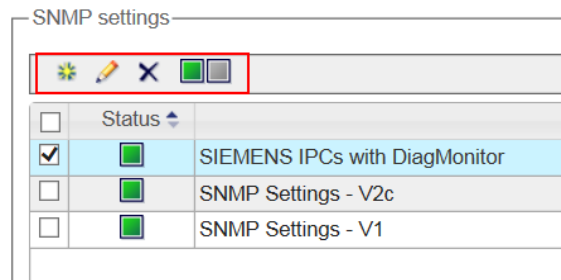 SNMP settings
Status
SIEMENS IPCs with DiagMonitor
SNMP Settings - V2c
SNMP Settings - V1